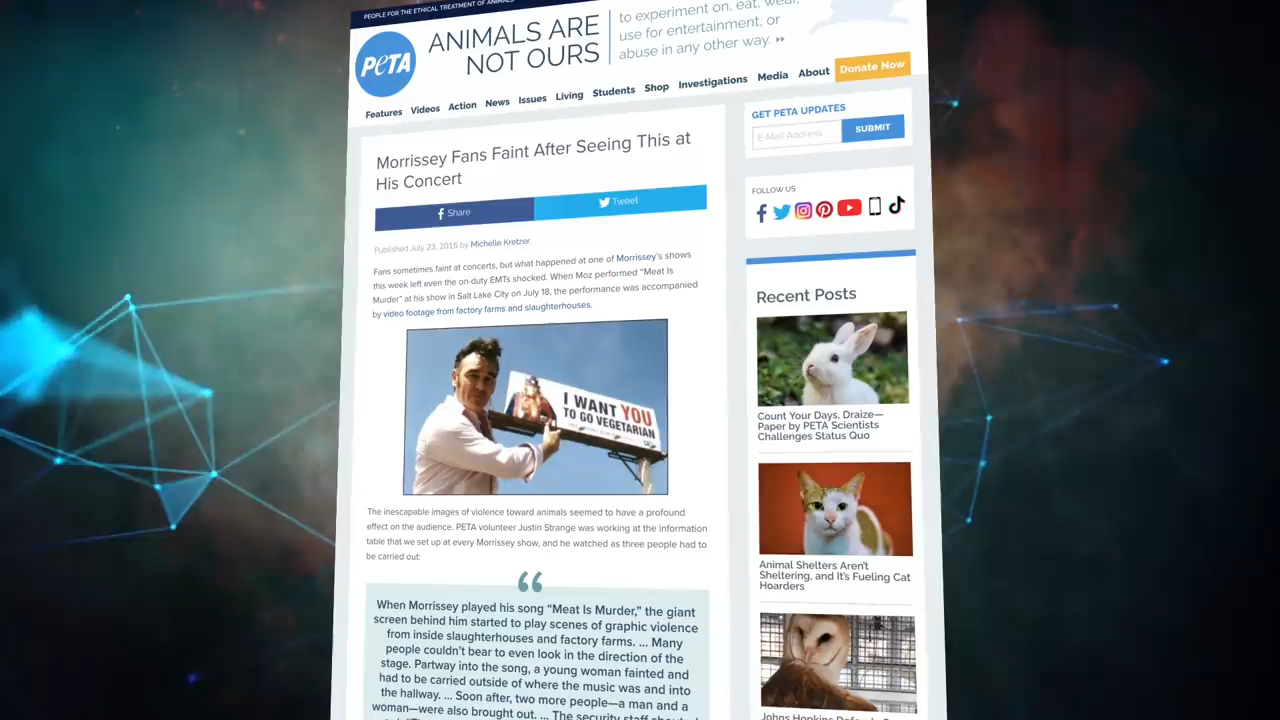 PEOPLE FOR THE ETHICAL TREATMENT OF ANIMALS
PeTA
ANIMALS ARE
NOT OURS
to experiment on, eat, wear,
use for entertainment, or
abuse in any other way.
Features Videos Action News Issues Living Students Shop Investigations Media About Donate Now
Morrissey Fans Faint After Seeing This at
His Concert
Share
Tweet
Published July 23, 2015 by Michelle Kretzer
Fans sometimes faint at concerts, but what happened at one of Morrissey's shows
this week left even the on-duty EMTs shocked. When Moz performed "Meat Is
Murder" at his show in Salt Lake City on July 18, the performance was accompanied
by video footage from factory farms and slaughterhouses.
I WANT YOU
TO GO VEGETARIAN
The inescapable images of violence toward animals seemed to have a profound
effect on the audience. PETA volunteer Justin Strange was working at the information
table that we set up at every Morrissey show, and he watched as three people had to
be carried out:
“
When Morrissey played his song “Meat Is Murder,” the giant
screen behind him started to play scenes of graphic violence
from inside slaughterhouses and factory farms. ... Many
people couldn’t bear to even look in the direction of the
stage. Partway into the song, a young woman fainted and
had to be carried outside of where the music was and into
the hallway. ... Soon after, two more people—a man and a
woman—were also brought out. ... The security staff
GET PETA UPDATES
E-Mail Address
SUBMIT
FOLLOW US
Recent Posts
Count Your Days, Draize—
Paper by PETA Scientists
Challenges Status Quo
Animal Shelters Aren’t
Sheltering, and It’s Fueling Cat
Hoarders
Johns Hopkins